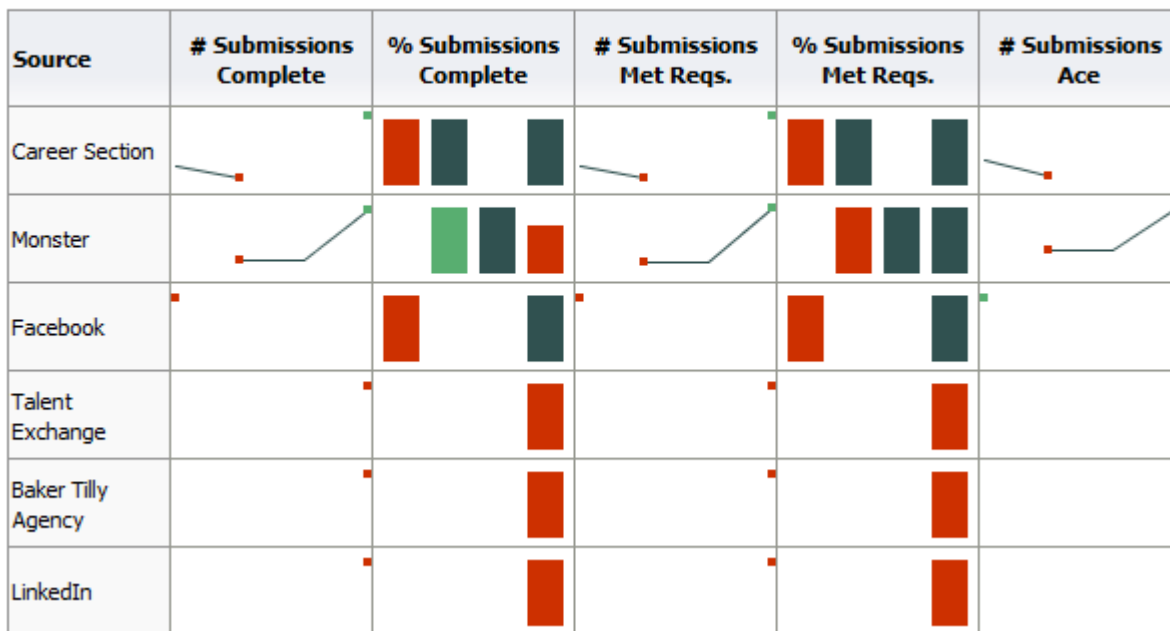 Source
# Submissions
Complete
% Submissions
Complete
# Submissions
Met Reqs.
% Submissions
Met Reqs.
# Submissions
Ace
Career Section
Monster
Facebook
Talent
Exchange
Baker Tilly
Agency
LinkedIn